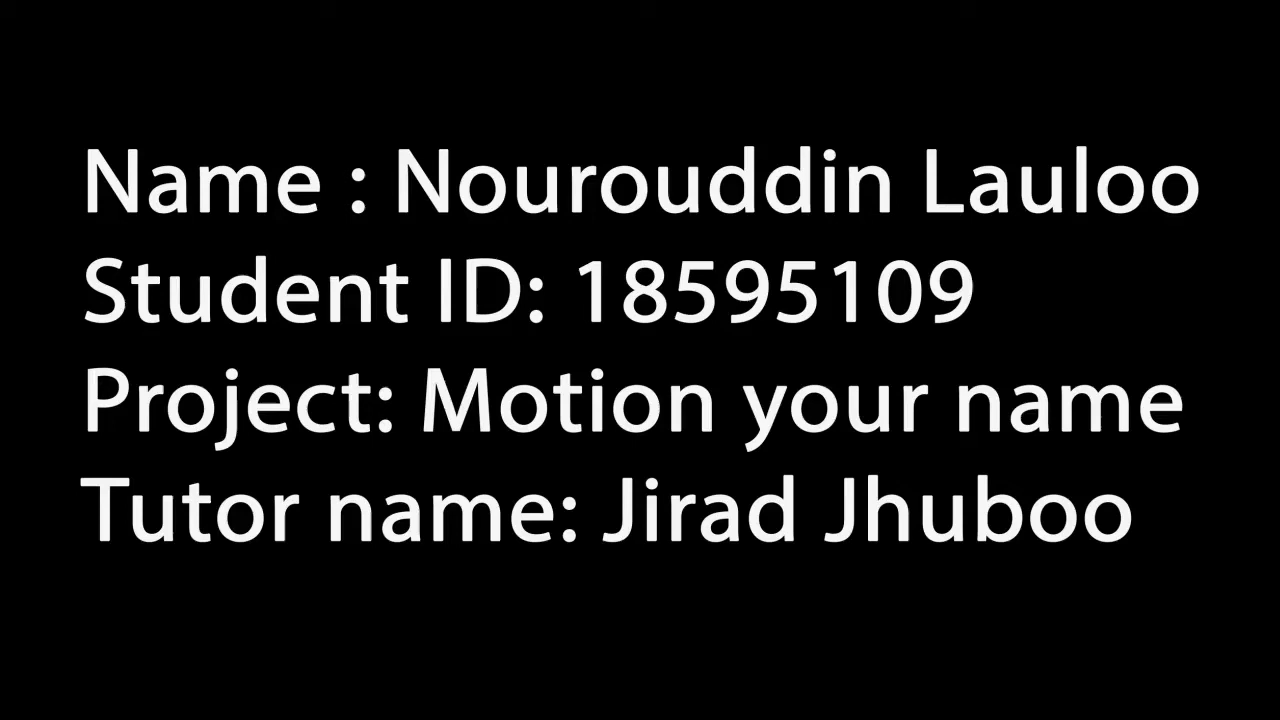 Name : Nourouddin Lauloo
Student ID: 18595109
Project: Motion your name
Tutor name: Jirad Jhuboo